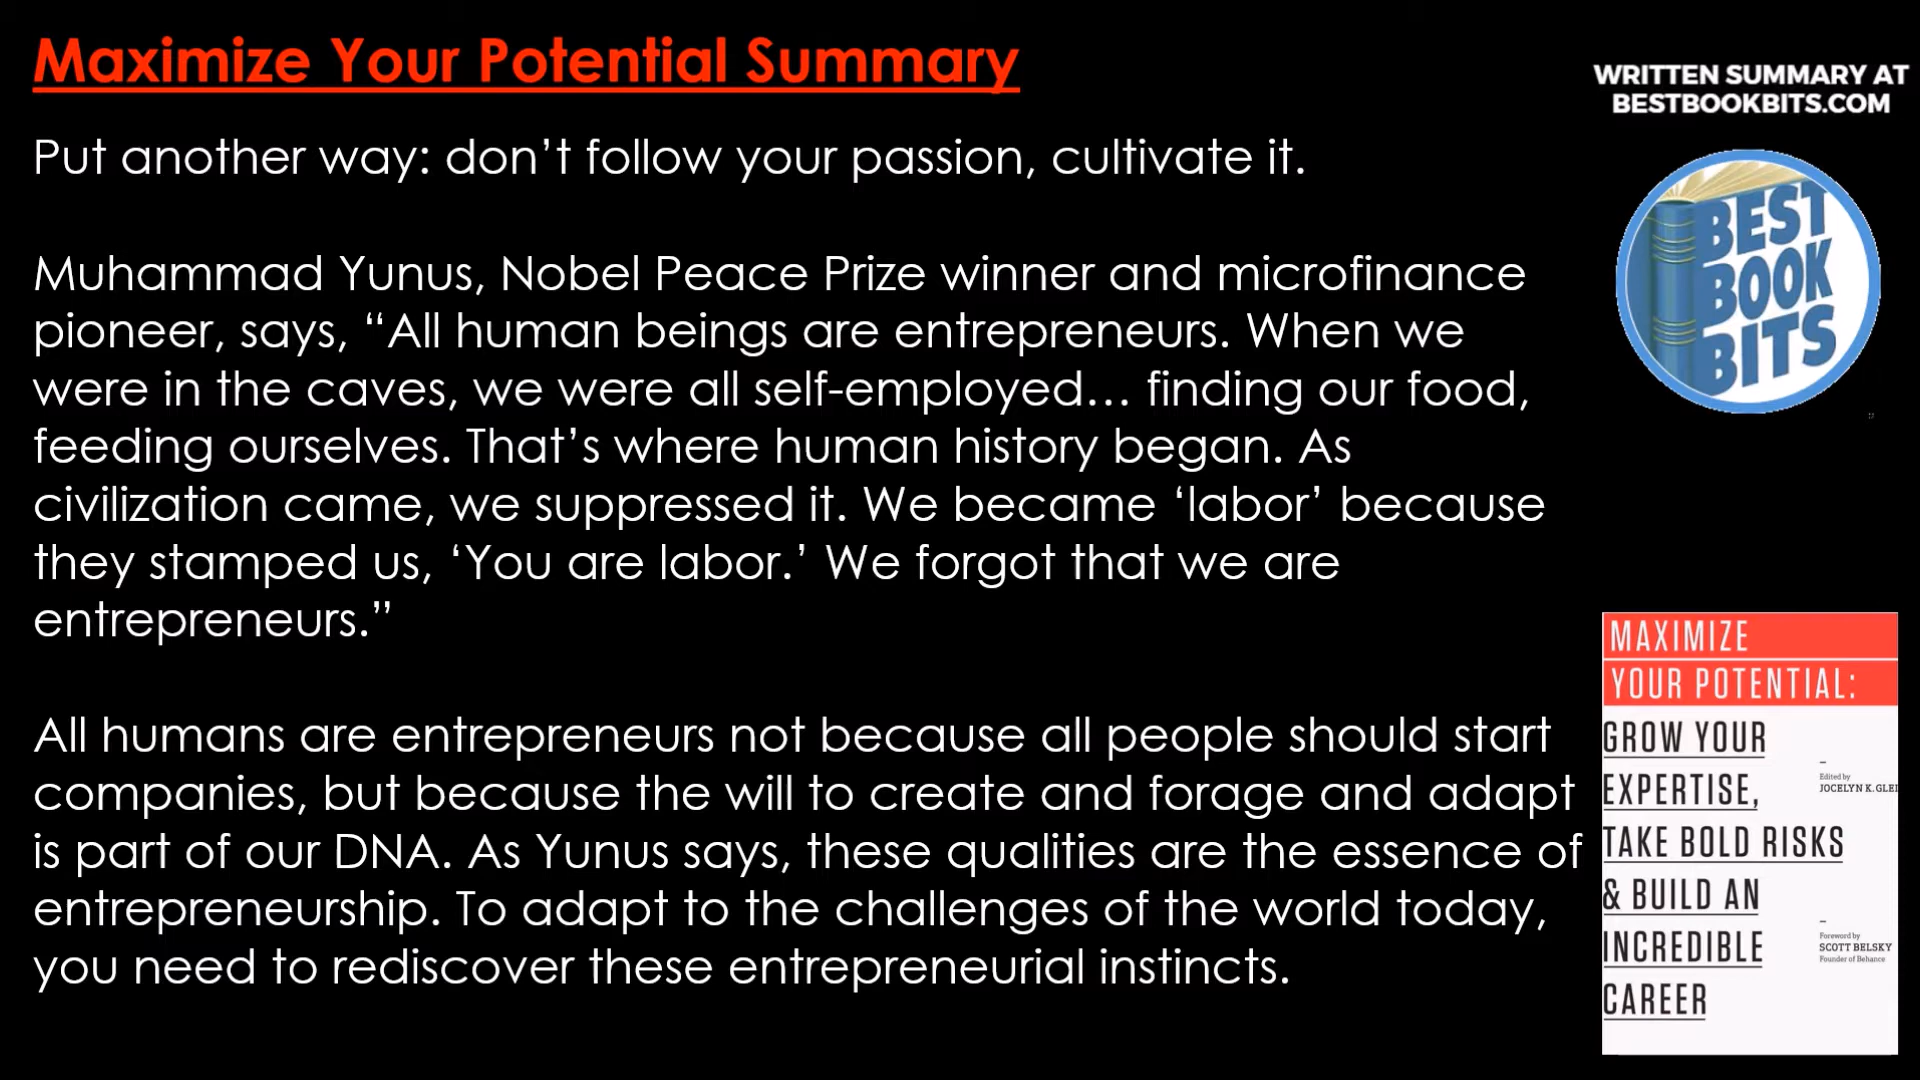 Maximize Your Potential Summary
Put another way: don’t follow your passion, cultivate it.
Muhammad Yunus, Nobel Peace Prize winner and microfinance
pioneer, says, “All human beings are entrepreneurs. When we
were in the caves, we were all self-employed… finding our food,
feeding ourselves. That’s where human history began. As
civilization came, we suppressed it. We became ‘labor’ because
they stamped us, ‘You are labor.’ We forgot that we are
entrepreneurs.”
All humans are entrepreneurs not because all people should start
companies, but because the will to create and forage and adapt
is part of our DNA. As Yunus says, these qualities are the essence of
entrepreneurship. To adapt to the challenges of the world today,
you need to rediscover these entrepreneurial instincts.
WRITTEN SUMMARY AT
BESTBOOKBITS.COM
BEST
BOOK
BITS
MAXIMIZE
YOUR POTENTIAL:
GROW YOUR
EXPERTISE,
TAKE BOLD RISKS
& BUILD AN
INCREDIBLE
CAREER
Edited by
JOCELYN K. GLEI
Foreword by
SCOTT BELSKY
Founder of Behance